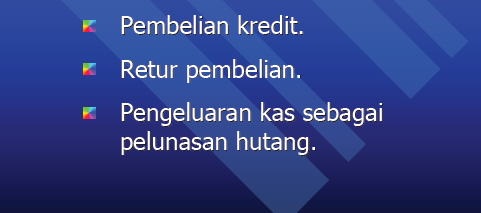 Pembelian kredit.
Retur pembelian.
Pengeluaran kas sebagai
pelunasan hutang.